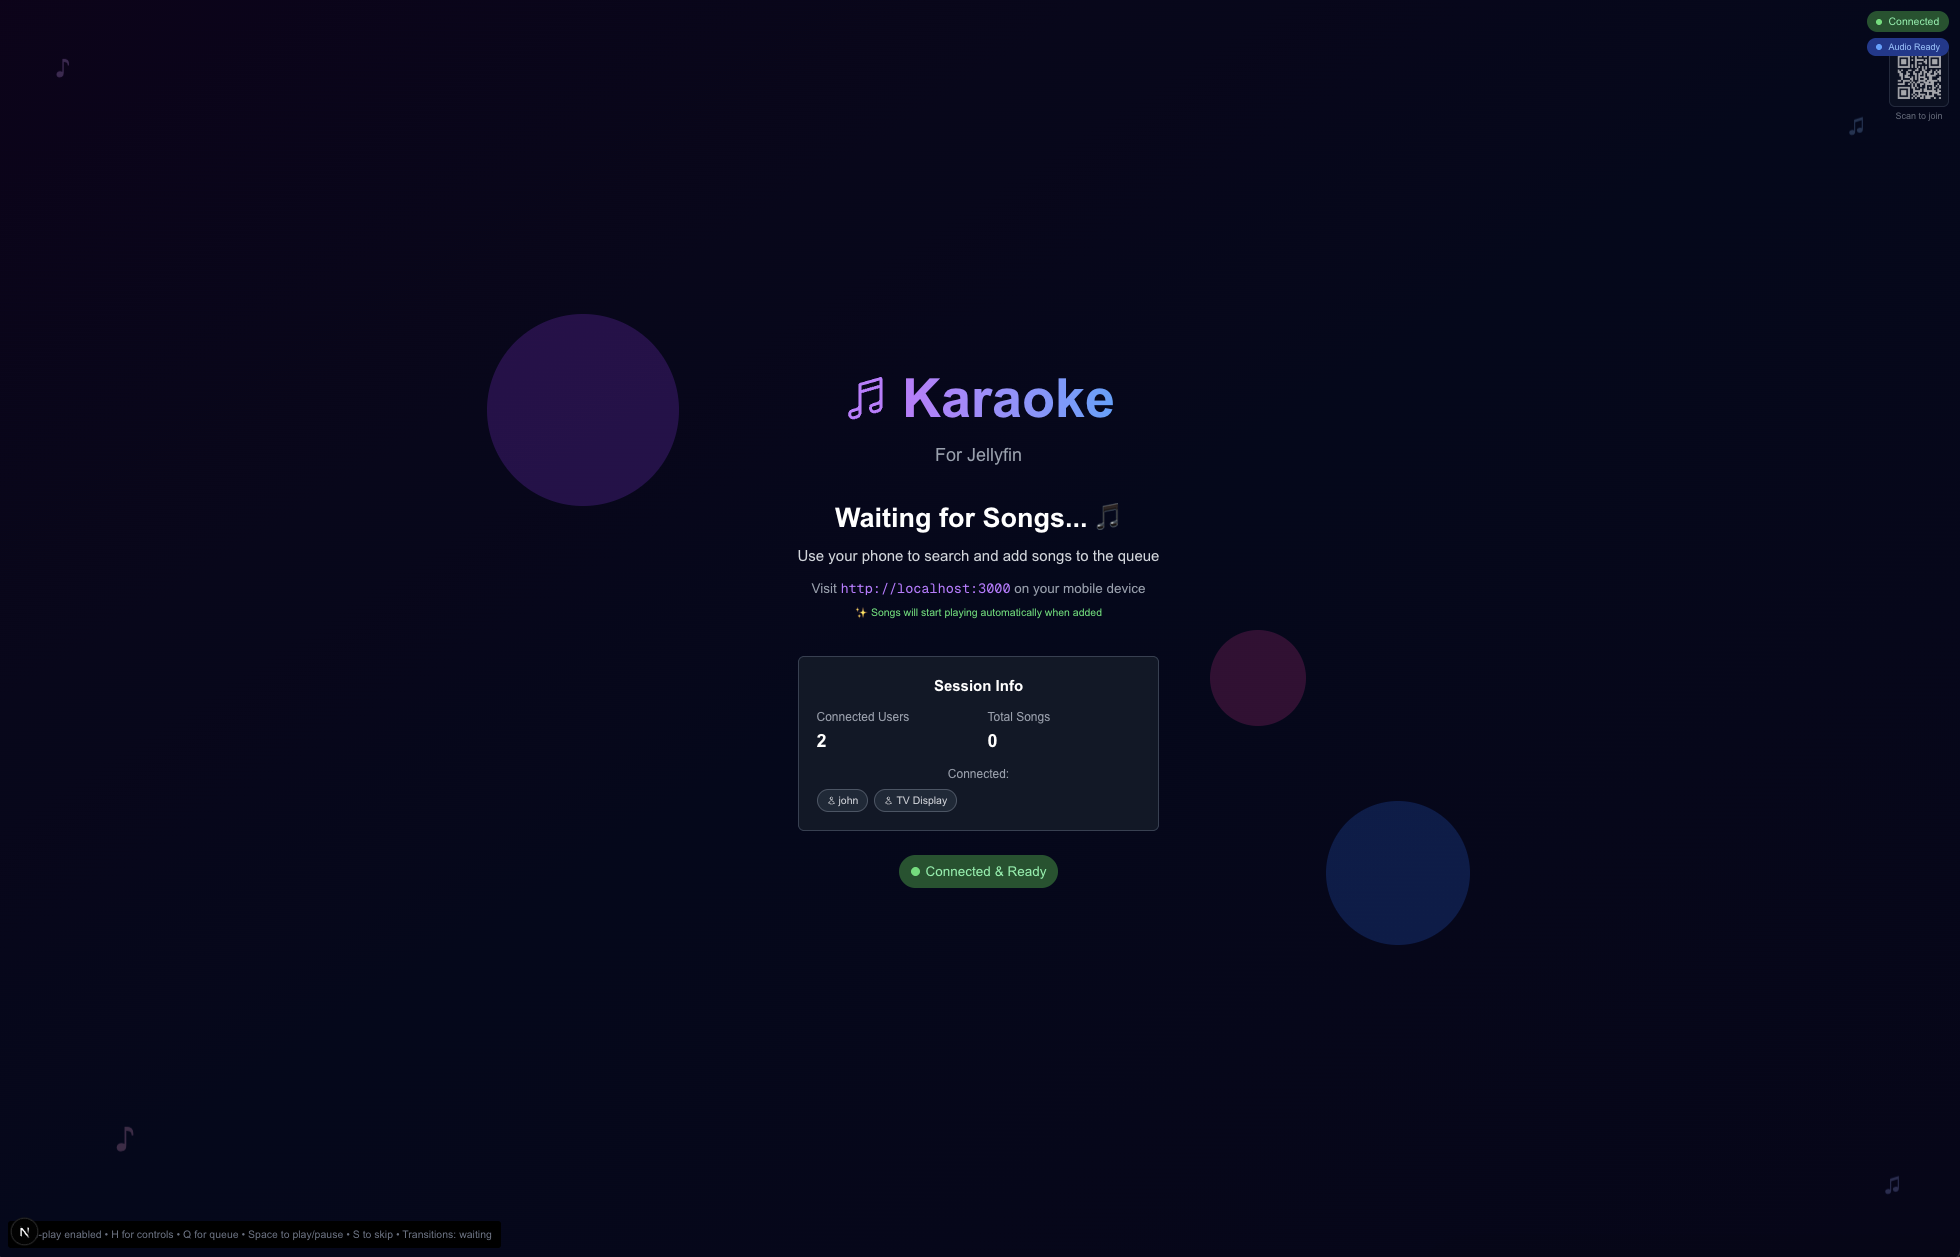 Connected
Audio Ready
Scan to join
Karaoke
For Jellyfin
Waiting for Songs...
Use your phone to search and add songs to the queue
Visit http://localhost:3000 on your mobile device
✨ Songs will start playing automatically when added
Session Info
Connected Users
Total Songs
2
0
Connected:
john
TV Display
Connected & Ready
N
-play enabled • H for controls • Q for queue • Space to play/pause • S to skip • Transitions: waiting